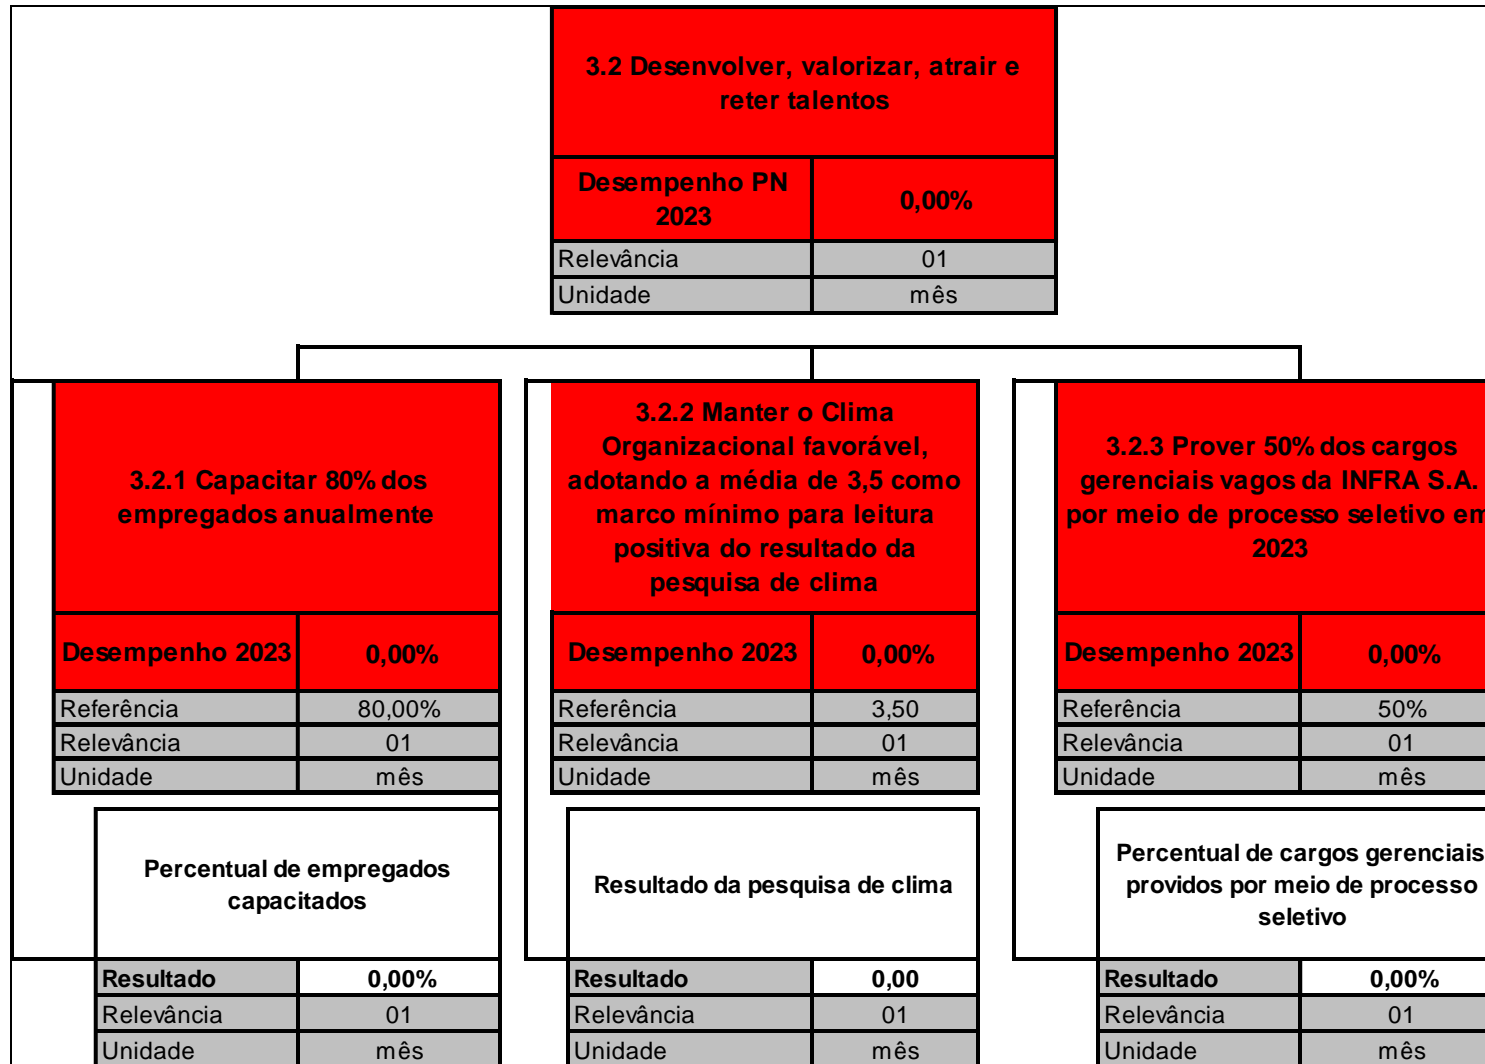 3.2 Desenvolver, valorizar, atrair e
reter talentos
Desempenho PN
2023
0,00%
Relevância 01
Unidade mês
3.2.1 Capacitar 80% dos
empregados anualmente
Desempenho 2023 0,00%
Referência 80,00%
Relevância 01
Unidade mês
Percentual de empregados
capacitados
Resultado 0,00%
Relevância 01
Unidade mês
3.2.2 Manter o Clima
Organizacional favorável,
adotando a média de 3,5 como
marco mínimo para leitura
positiva do resultado da
pesquisa de clima
Desempenho 2023 0,00%
Referência 3,50
Relevância 01
Unidade mês
Resultado da pesquisa de clima
Resultado 0,00
Relevância 01
Unidade mês
3.2.3 Prover 50% dos cargos
gerenciais vagos da INFRA S.A.
por meio de processo seletivo em
2023
Desempenho 2023 0,00%
Referência 50%
Relevância 01
Unidade mês
Percentual de cargos gerenciais
providos por meio de processo
seletivo
Resultado 0,00%
Relevância 01
Unidade mês